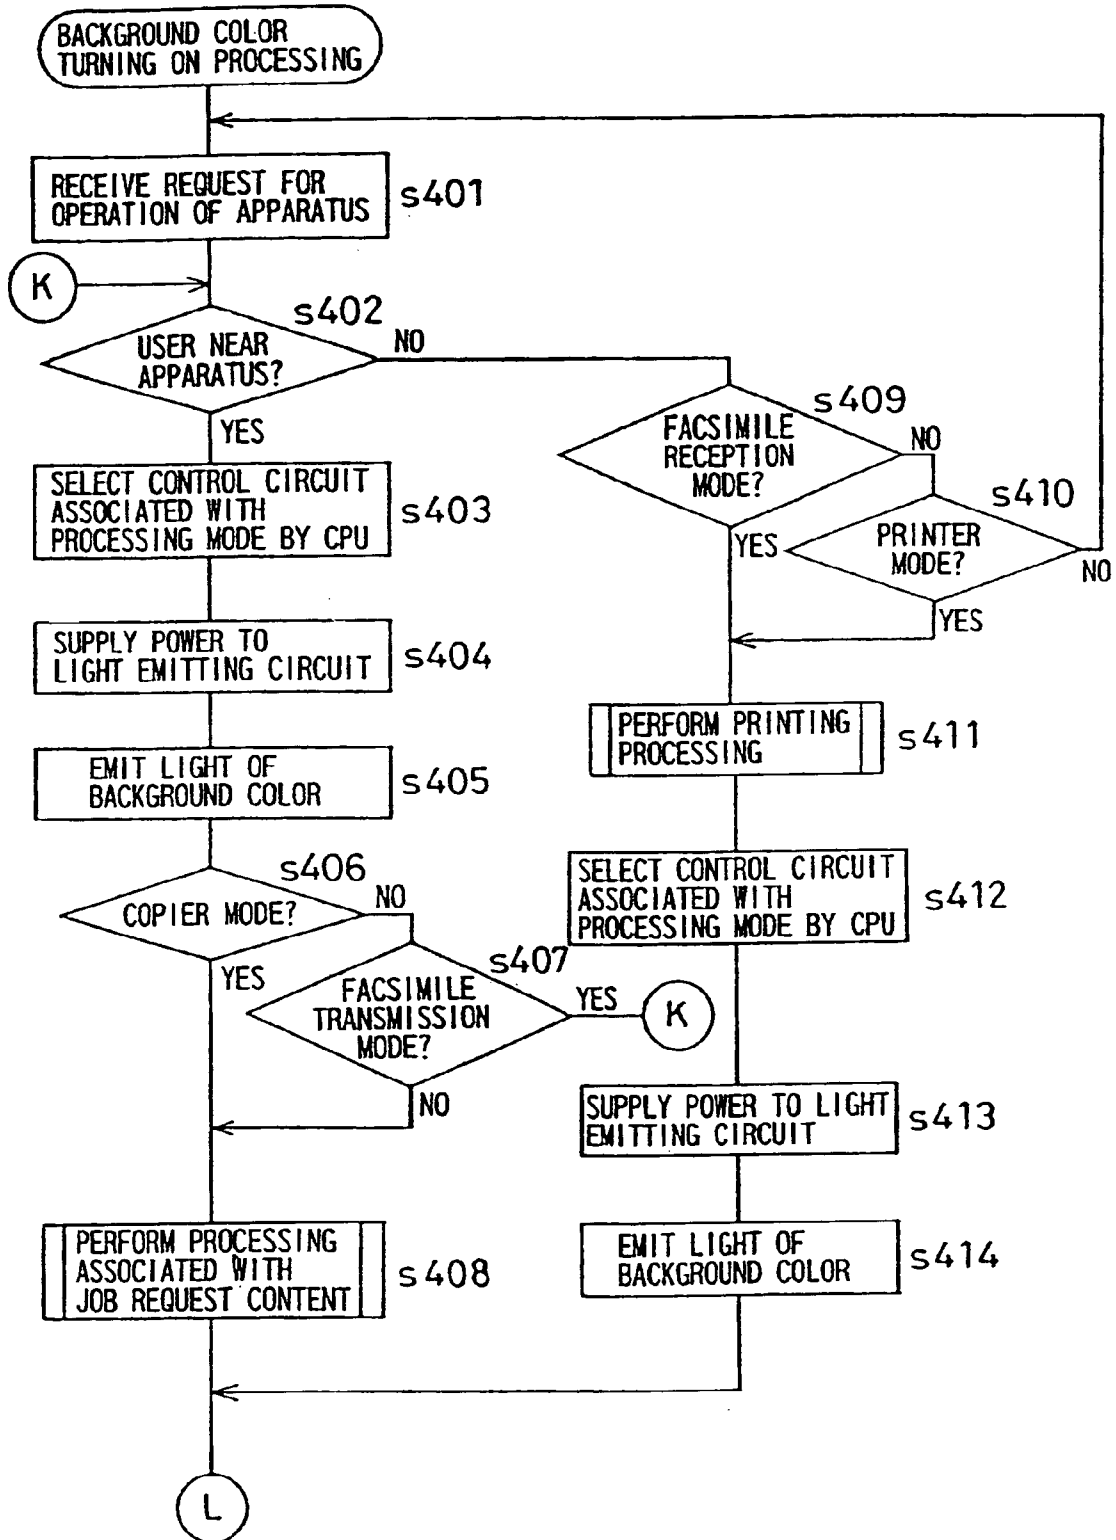 BACKGROUND COLOR
TURNING ON PROCESSING
RECEIVE REQUEST FOR
OPERATION OF APPARATUS
s401
K
s402
USER NEAR
APPARATUS?
NO
YES
SELECT CONTROL CIRCUIT
ASSOCIATED WITH
PROCESSING MODE BY CPU
s403
SUPPLY POWER TO
LIGHT EMITTING CIRCUIT
s404
EMIT LIGHT OF
BACKGROUND COLOR
s405
s406
COPIER MODE?
NO
YES
s407
FACSIMILE
TRANSMISSION
MODE?
YES
K
NO
PERFORM PROCESSING
ASSOCIATED WITH
JOB REQUEST CONTENT
s408
s409
FACSIMILE
RECEPTION
MODE?
NO
YES
s410
PRINTER
MODE?
NO
YES
PERFORM PRINTING
PROCESSING
s411
SELECT CONTROL CIRCUIT
ASSOCIATED WITH
PROCESSING MODE BY CPU
s412
SUPPLY POWER TO LIGHT
EMITTING CIRCUIT
s413
EMIT LIGHT OF
BACKGROUND COLOR
s414
L